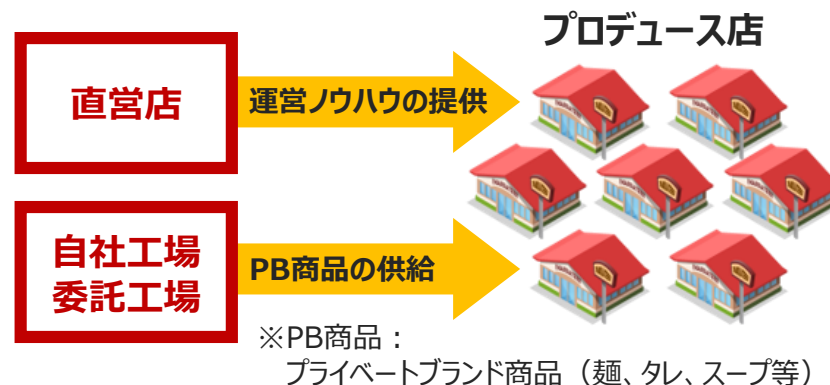 プロデュース店
直営店
運営ノウハウの提供
自社工場
委託工場
PB商品の供給
※PB商品：
プライベートブランド商品（麺、タレ、スープ等）